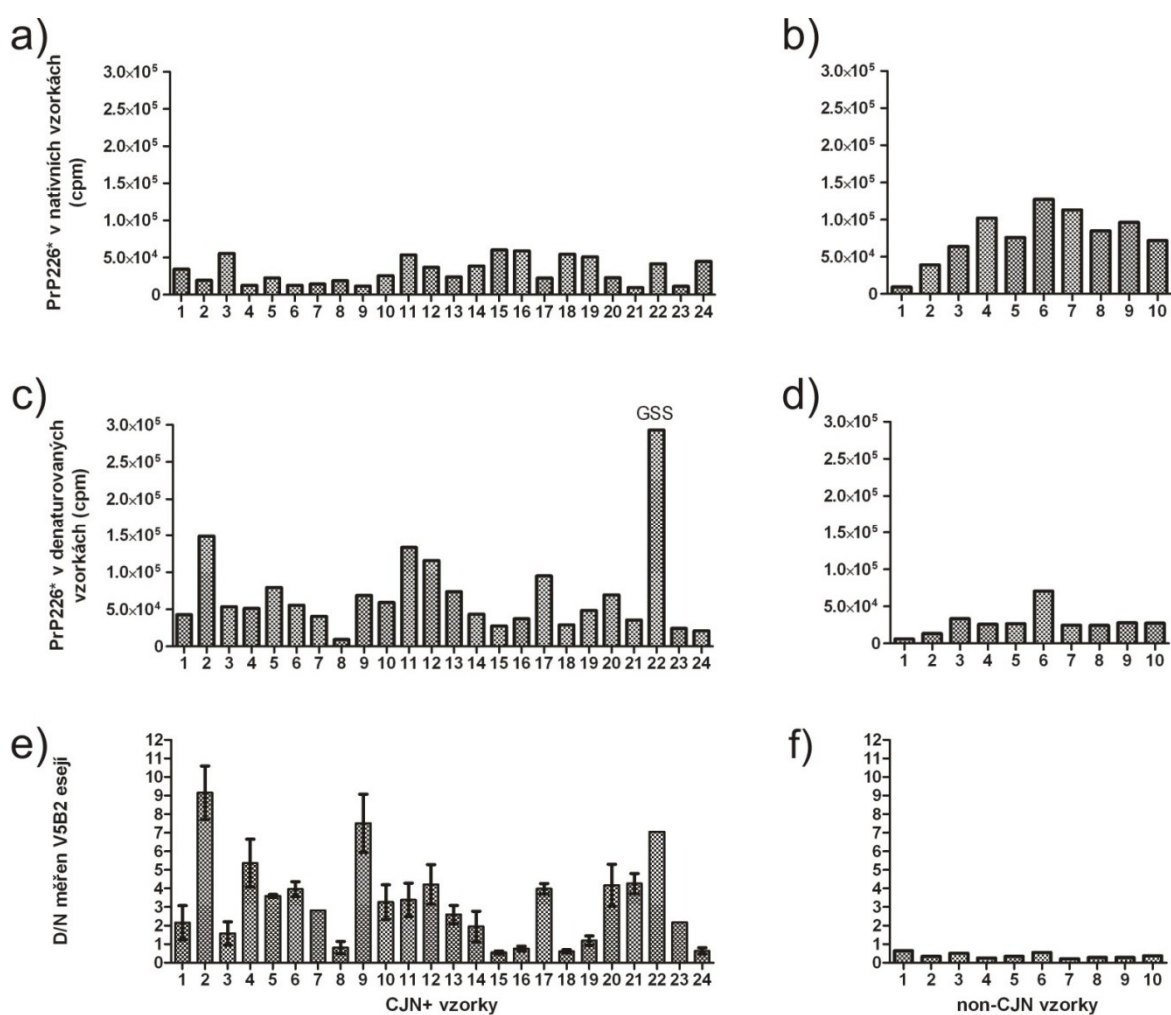 a)
PrP226* v nativních vzorkách
(cpm)
3.0×10⁵
2.5×10⁵
2.0×10⁵
1.5×10⁵
1.0×10⁵
5.0×10⁴
0
1 2 3 4 5 6 7 8 9 10 11 12 13 14 15 16 17 18 19 20 21 22 23 24
b)
3.0×10⁵
2.5×10⁵
2.0×10⁵
1.5×10⁵
1.0×10⁵
5.0×10⁴
0
1 2 3 4 5 6 7 8 9 10
c)
PrP226* v denaturovaných
vzorkách (cpm)
GSS
3.0×10⁵
2.5×10⁵
2.0×10⁵
1.5×10⁵
1.0×10⁵
5.0×10⁴
0
1 2 3 4 5 6 7 8 9 10 11 12 13 14 15 16 17 18 19 20 21 22 23 24
d)
3.0×10⁵
2.5×10⁵
2.0×10⁵
1.5×10⁵
1.0×10⁵
5.0×10⁴
0
1 2 3 4 5 6 7 8 9 10
e)
D/N měřen V5B2 esejí
12
11
10
9
8
7
6
5
4
3
2
1
0
1 2 3 4 5 6 7 8 9 10 11 12 13 14 15 16 17 18 19 20 21 22 23 24
CJN+ vzorky
f)
12
11
10
9
8
7
6
5
4
3
2
1
0
1 2 3 4 5 6 7 8 9 10
non-CJN vzorky